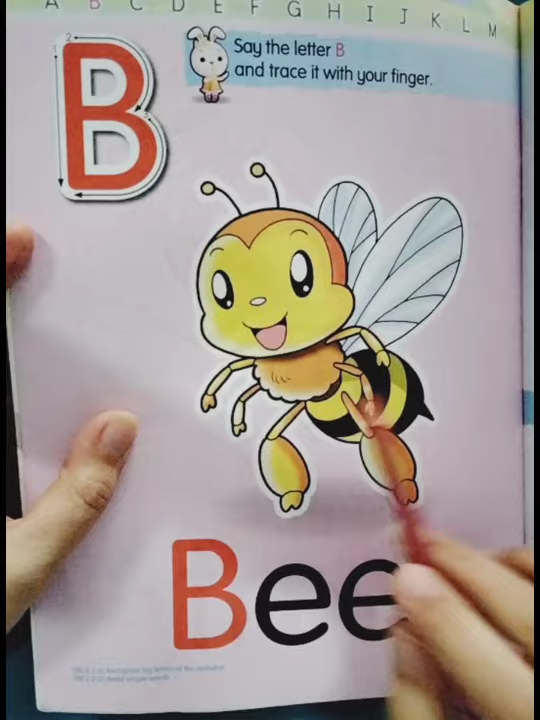 A B C D E F G H I J K L M
B
Say the letter B
and trace it with your finger.
Bee